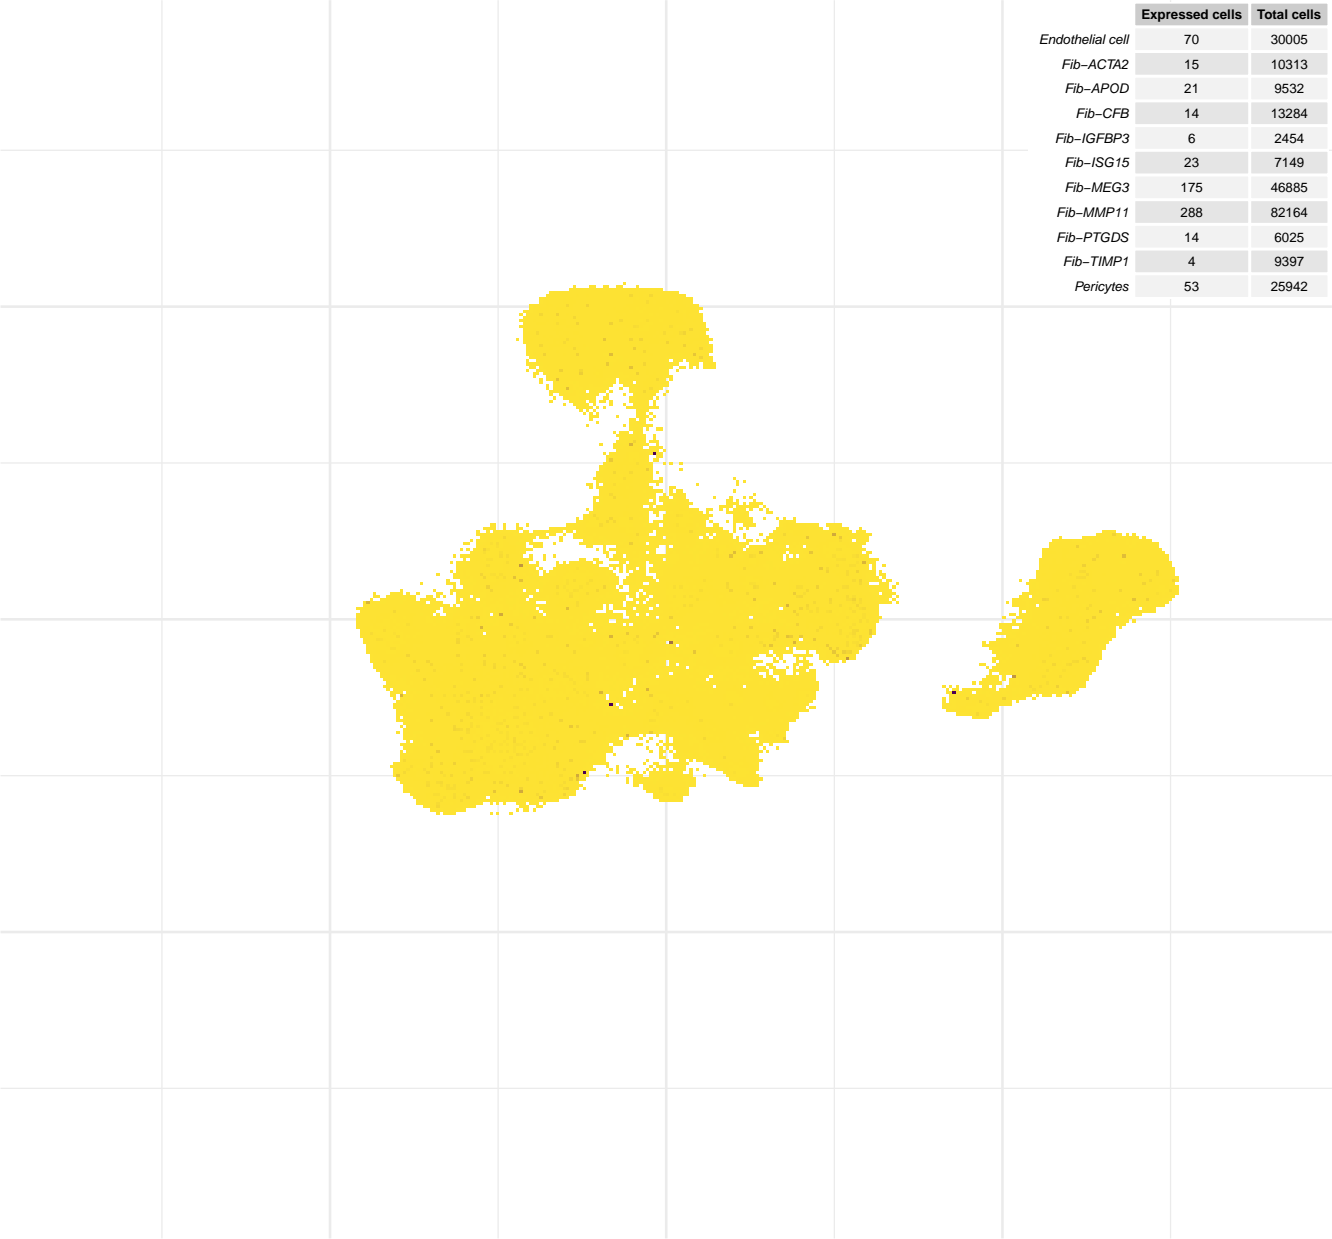 Expressed cells Total cells
Endothelial cell 70 30005
Fib−ACTA2 15 10313
Fib−APOD 21 9532
Fib−CFB 14 13284
Fib−IGFBP3 6 2454
Fib−ISG15 23 7149
Fib−MEG3 175 46885
Fib−MMP11 288 82164
Fib−PTGDS 14 6025
Fib−TIMP1 4 9397
Pericytes 53 25942